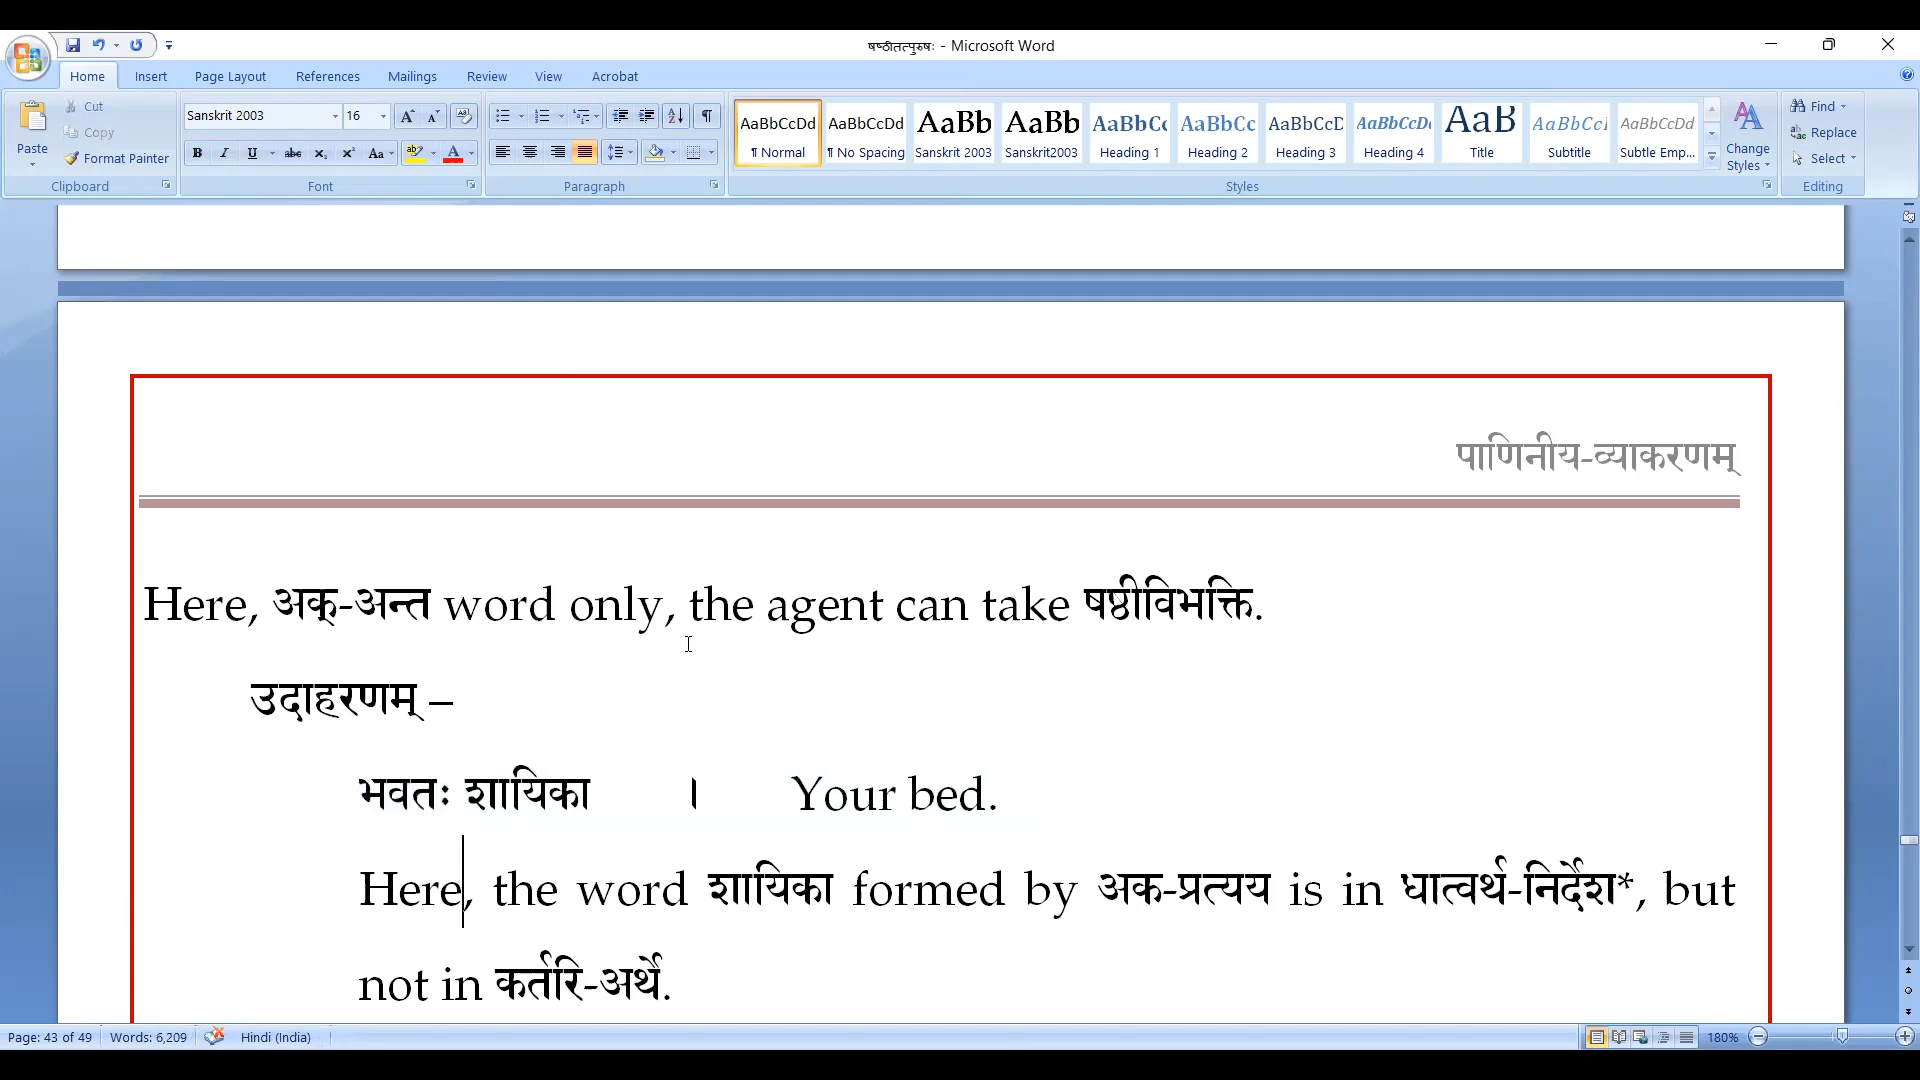 षष्ठीतत्पुरुषः - Microsoft Word
Home Insert Page Layout References Mailings Review View Acrobat
Paste
Cut
Copy
Format Painter
Clipboard
Sanskrit 2003 16
Font
Paragraph
AaBbCcDd AaBbCcDd AaBb AaBb AaBbCc AaBbCc AaBbCcD AaBbCcD AaB AaBbCcI AaBbCcDd
¶ Normal ¶ No Spacing Sanskrit 2003 Sanskrit2003 Heading 1 Heading 2 Heading 3 Heading 4 Title Subtitle Subtle Emp...
Change Styles
Styles
Find
Replace
Select
Editing
पाणिनीय-व्याकरणम्
Here, अक्-अन्त word only, the agent can take षष्ठीविभक्ति.
उदाहरणम् –
भवतः शायिका । Your bed.
Here, the word शायिका formed by अक-प्रत्यय is in धात्वर्थ-निर्देश*, but
not in कर्तरि-अर्थे.
Page: 43 of 49 Words: 6,209 Hindi (India) 180%